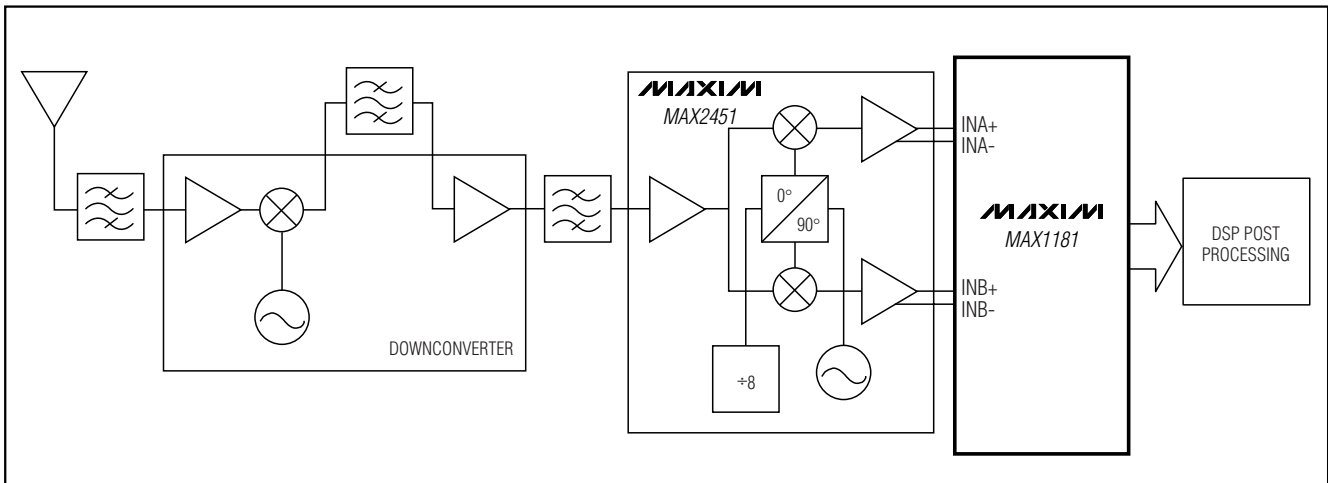 DOWNCONVERTER
MAXIM
MAX2451
0°
90°
÷8
INA+
INA-
INB+
INB-
MAXIM
MAX1181
DSP POST
PROCESSING